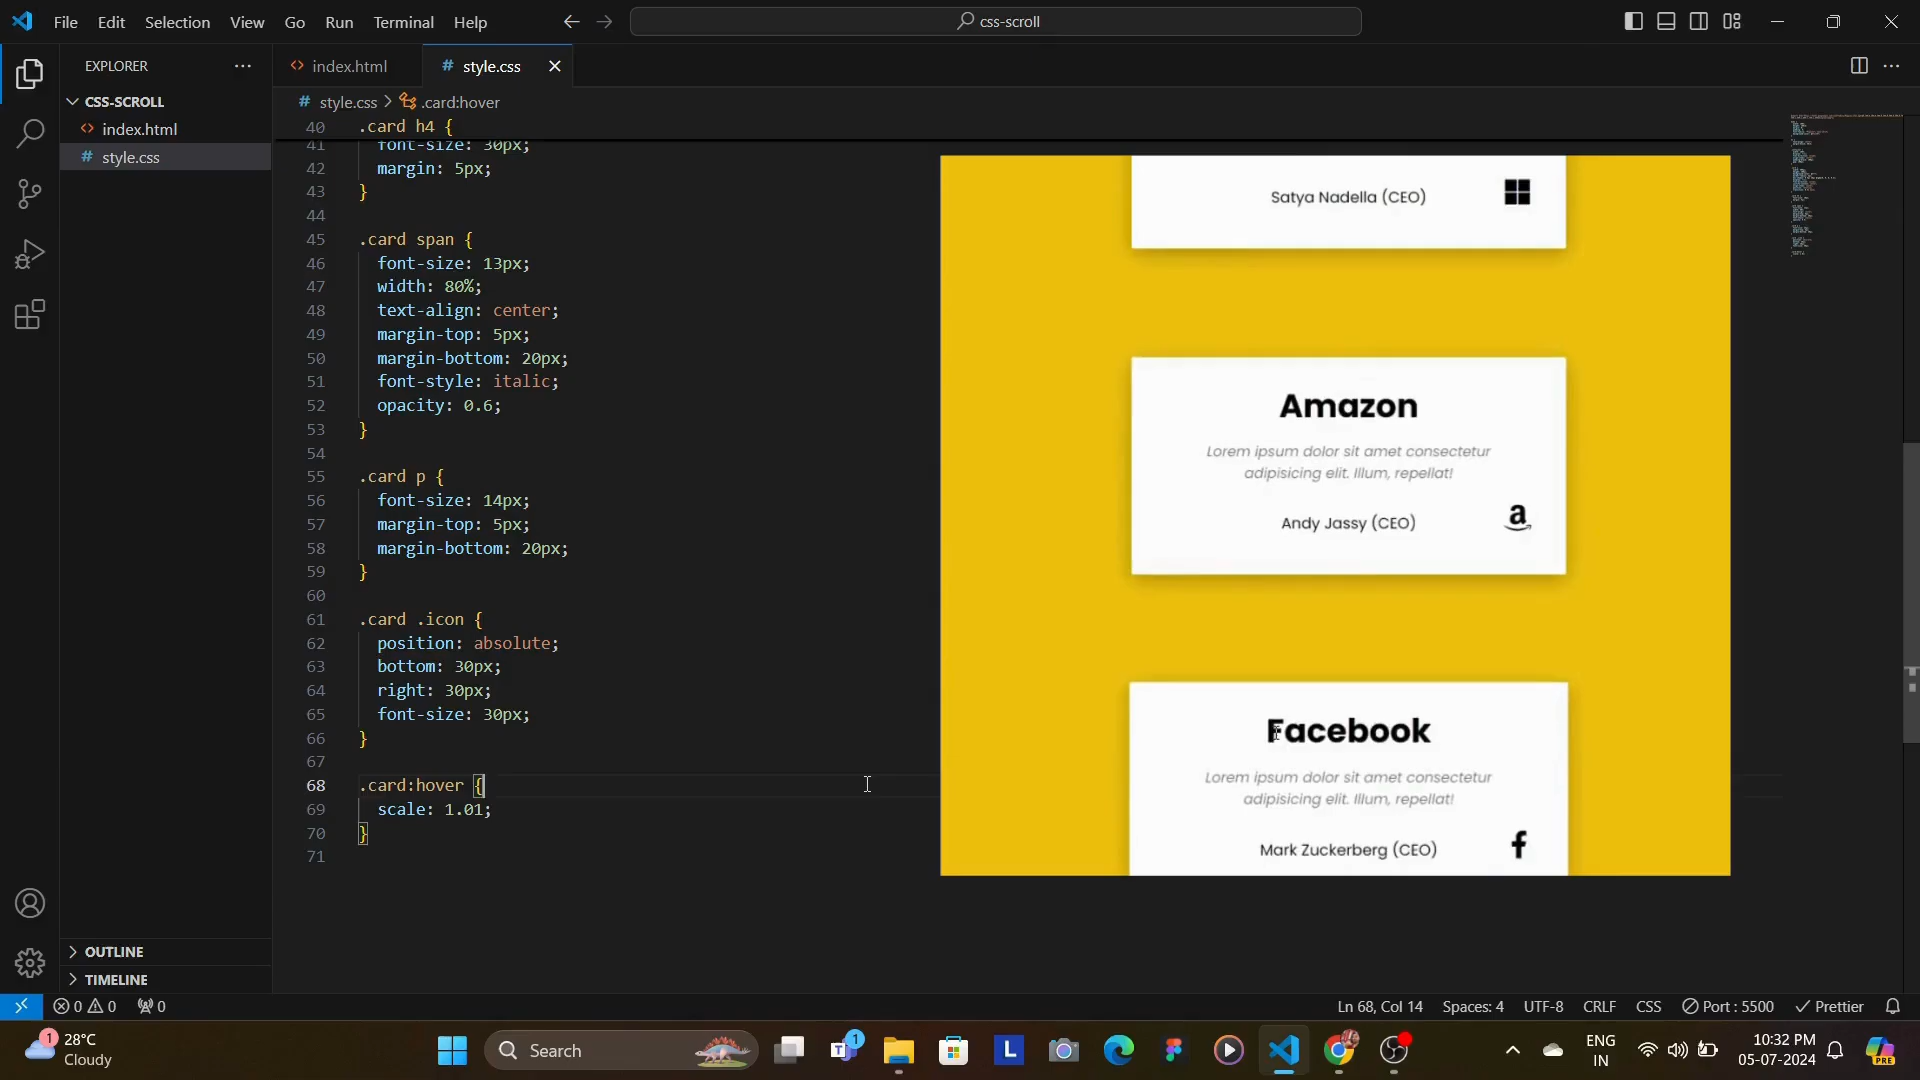 File Edit Selection View Go Run Terminal Help
css-scroll
EXPLORER
index.html
style.css
CSS-SCROLL
index.html
style.css
style.css > .card:hover
40 .card h4 {
41 font-size: 30px;
42 margin: 5px;
43 }
44
45 .card span {
46 font-size: 13px;
47 width: 80%;
48 text-align: center;
49 margin-top: 5px;
50 margin-bottom: 20px;
51 font-style: italic;
52 opacity: 0.6;
53 }
54
55 .card p {
56 font-size: 14px;
57 margin-top: 5px;
58 margin-bottom: 20px;
59 }
60
61 .card .icon {
62 position: absolute;
63 bottom: 30px;
64 right: 30px;
65 font-size: 30px;
66 }
67
68 .card:hover {
69 scale: 1.01;
70 }
71
Satya Nadella (CEO)
Amazon
Lorem ipsum dolor sit amet consectetur
adipisicing elit. Illum, repellat!
Andy Jassy (CEO)
Facebook
Lorem ipsum dolor sit amet consectetur
adipisicing elit. Illum, repellat!
Mark Zuckerberg (CEO)
OUTLINE
TIMELINE
0 0 0
Ln 68, Col 14 Spaces: 4 UTF-8 CRLF CSS Port : 5500 Prettier
1 28°C
Cloudy
Search
1
L
ENG
IN
10:32 PM
05-07-2024
PRE